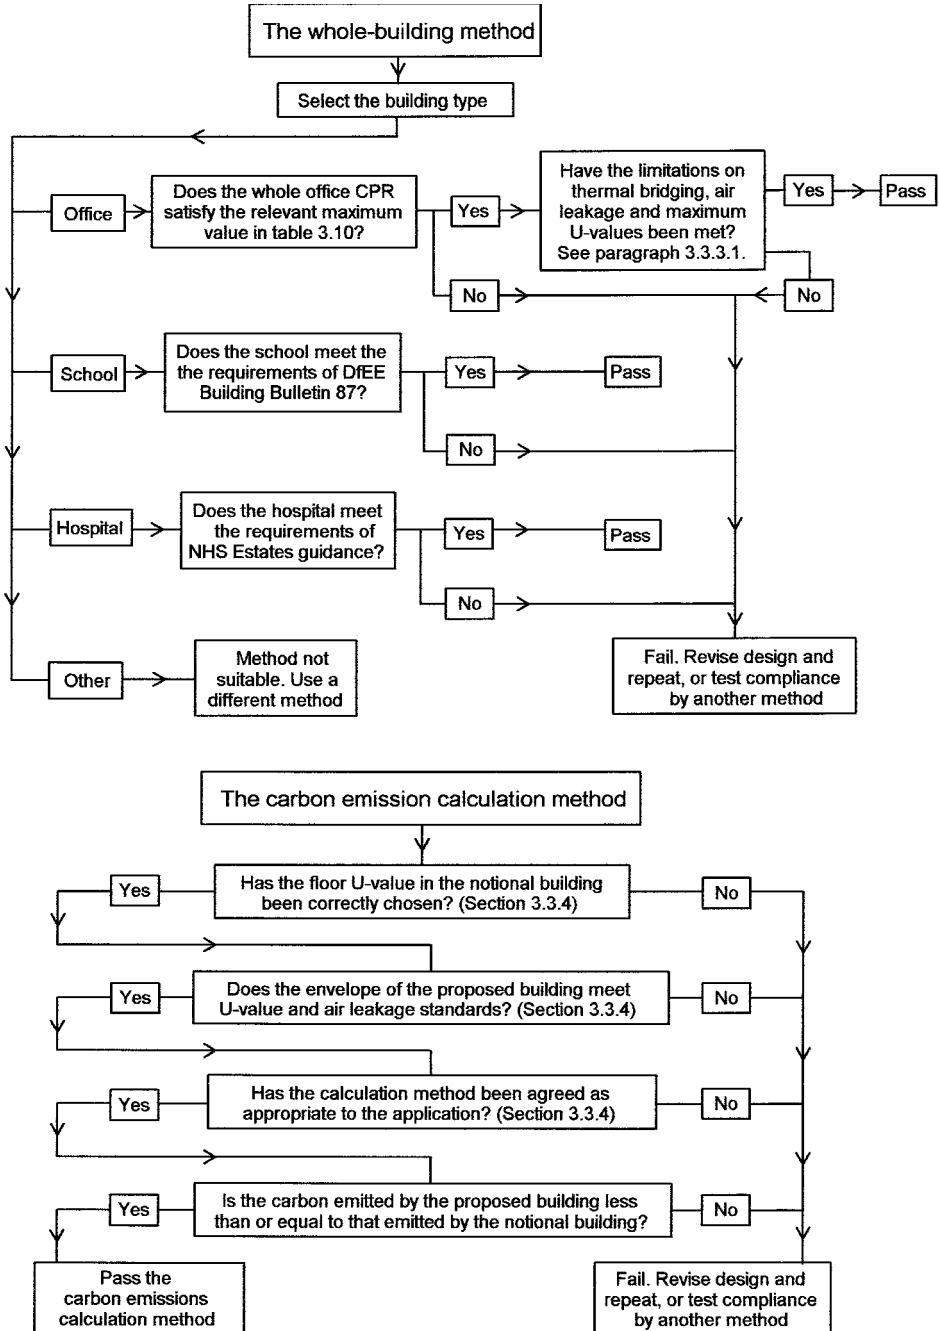 The whole-building method
Select the building type
Office
Does the whole office CPR
satisfy the relevant maximum
value in table 3.10?
Yes
Have the limitations on
thermal bridging, air
leakage and maximum
U-values been met?
See paragraph 3.3.3.1.
Yes
Pass
No
No
School
Does the school meet the
the requirements of DfEE
Building Bulletin 87?
Yes
Pass
No
Hospital
Does the hospital meet
the requirements of
NHS Estates guidance?
Yes
Pass
No
Other
Method not
suitable. Use a
different method
Fail. Revise design and
repeat, or test compliance
by another method
The carbon emission calculation method
Yes
Has the floor U-value in the notional building
been correctly chosen? (Section 3.3.4)
No
Yes
Does the envelope of the proposed building meet
U-value and air leakage standards? (Section 3.3.4)
No
Yes
Has the calculation method been agreed as
appropriate to the application? (Section 3.3.4)
No
Yes
Is the carbon emitted by the proposed building less
than or equal to that emitted by the notional building?
No
Pass the
carbon emissions
calculation method
Fail. Revise design and
repeat, or test compliance
by another method